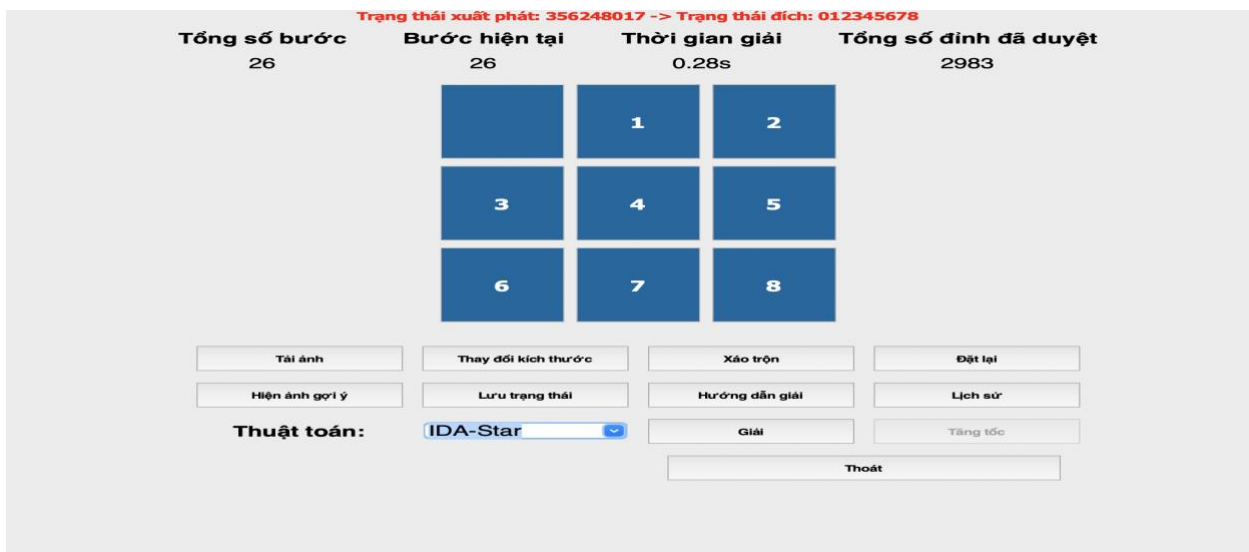 Trạng thái xuất phát: 356248017 -> Trạng thái đích: 012345678
Tổng số bước Bước hiện tại Thời gian giải Tổng số đỉnh đã duyệt
26 26 0.28s 2983
1 2
3 4 5
6 7 8
Tải ảnh Thay đổi kích thước Xáo trộn Đặt lại
Hiện ảnh gợi ý Lưu trạng thái Hướng dẫn giải Lịch sử
Thuật toán: IDA-Star Giải Tăng tốc
Thoát